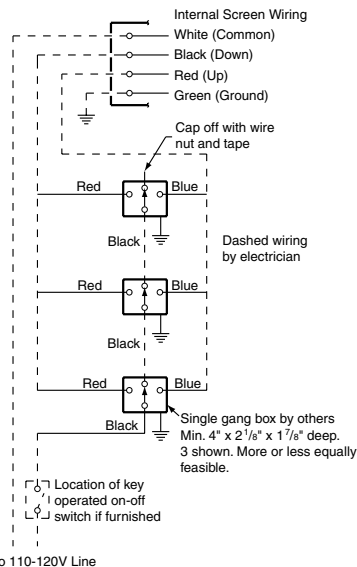 Internal Screen Wiring
White (Common)
Black (Down)
Red (Up)
Green (Ground)
Cap off with wire
nut and tape
Red
Blue
Black
Dashed wiring
by electrician
Red
Blue
Black
Red
Blue
Black
Single gang box by others
Min. 4" x 2 1/8" x 1 7/8" deep.
3 shown. More or less equally
feasible.
Location of key
operated on-off
switch if furnished
o 110-120V Line